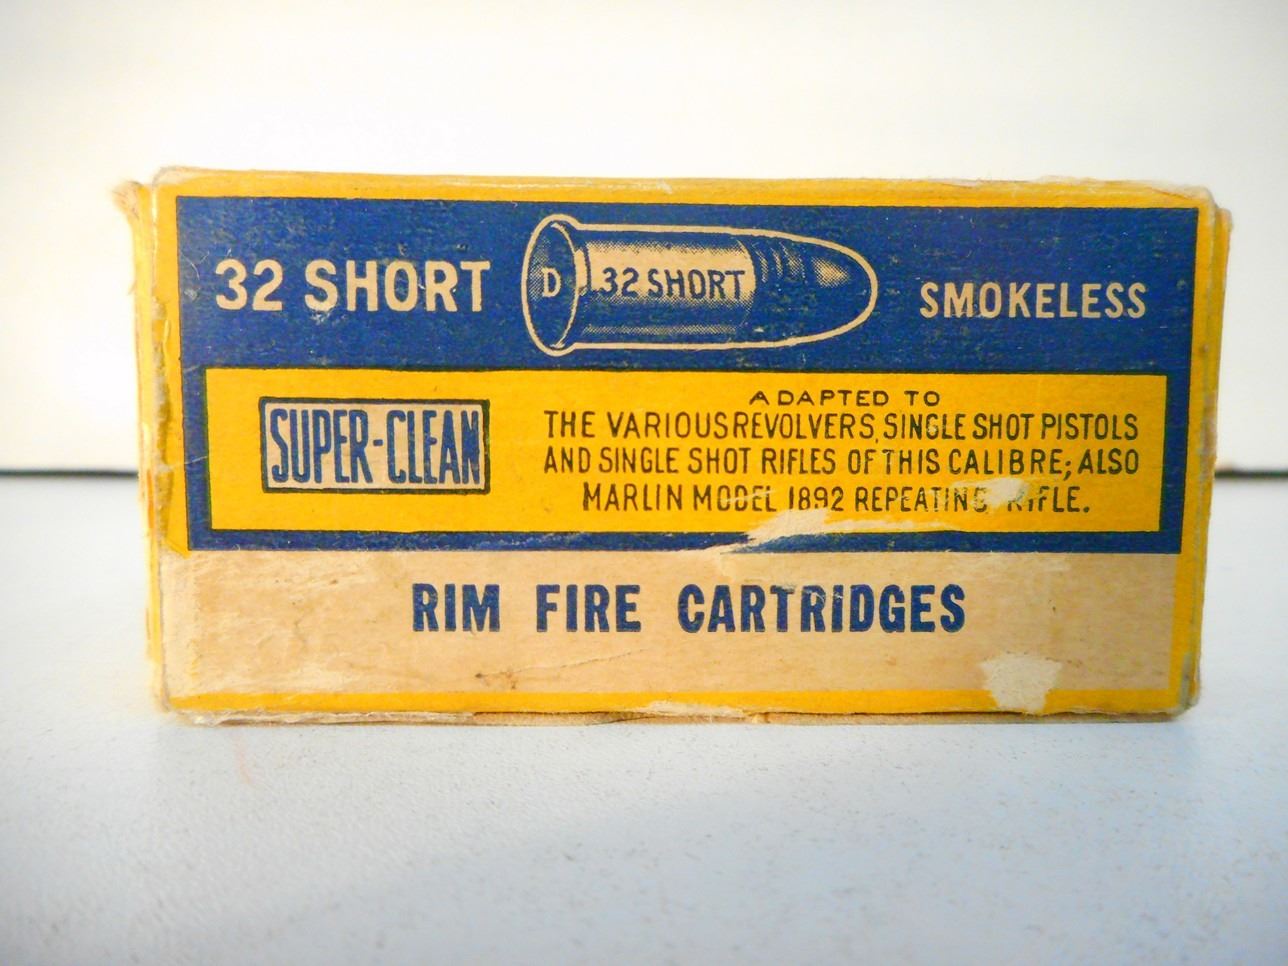 32 SHORT
D
32 SHORT
SMOKELESS
SUPER-CLEAN
ADAPTED TO
THE VARIOUS REVOLVERS, SINGLE SHOT PISTOLS
AND SINGLE SHOT RIFLES OF THIS CALIBRE; ALSO
MARLIN MODEL 1892 REPEATING RIFLE.
RIM FIRE CARTRIDGES